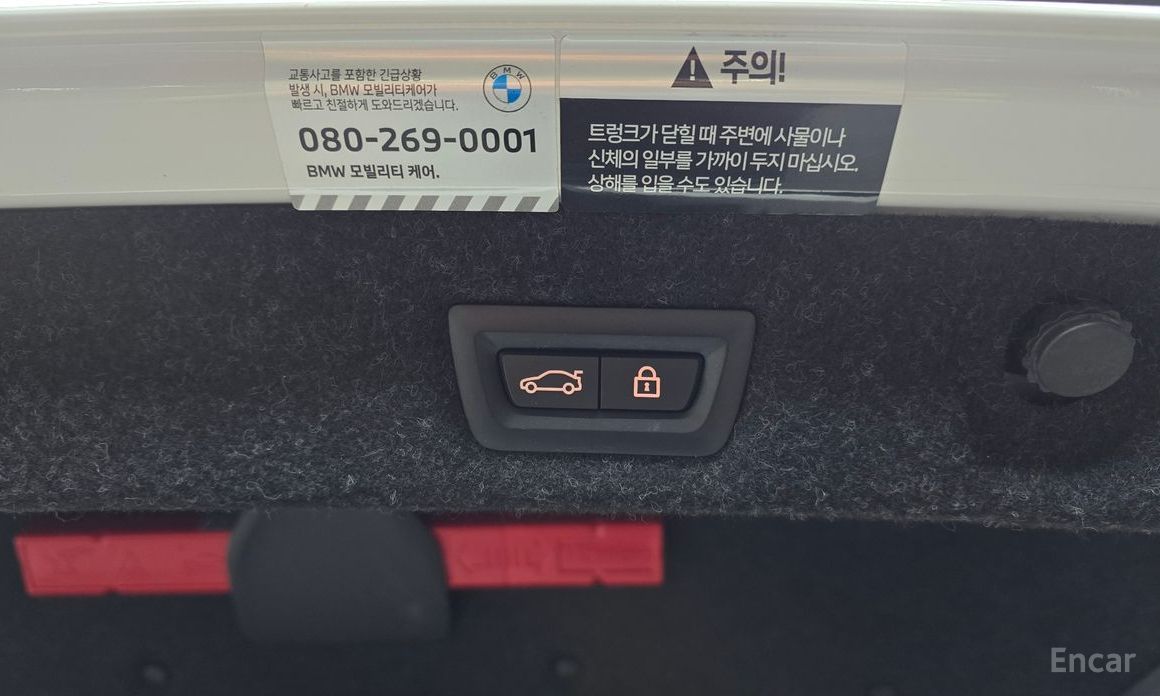 교통사고를 포함한 긴급상황
발생 시, BMW 모빌리티케어가
빠르고 친절하게 도와드리겠습니다.
BMW
080-269-0001
BMW 모빌리티 케어.
주의!
트렁크가 닫힐 때 주변에 사물이나
신체의 일부를 가까이 두지 마십시오.
상해를 입을 수도 있습니다.
Encar